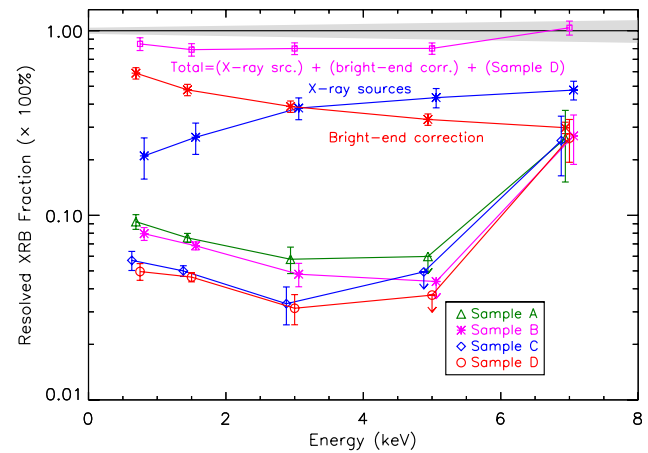 1.00
Total=(X-ray src.) + (bright-end corr.) + (Sample D)
X-ray sources
Bright-end correction
0.10
0.01
Resolved XRB Fraction (× 100%)
Sample A
Sample B
Sample C
Sample D
0 2 4 6 8
Energy (keV)